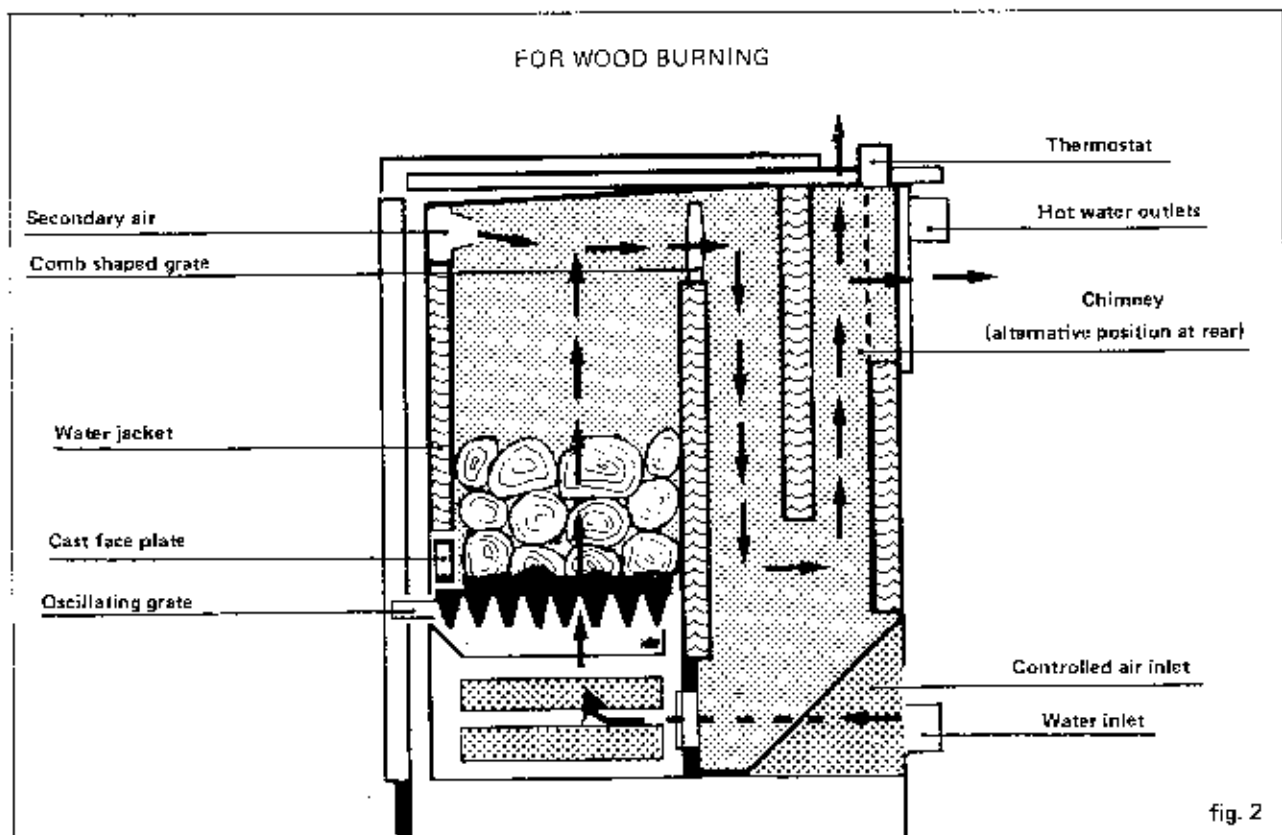 FOR WOOD BURNING
Thermostat
Secondary air
Hot water outlets
Comb shaped grate
Chimney
(alternative position at rear)
Water jacket
Cast face plate
Oscillating grate
Controlled air inlet
Water inlet
fig. 2